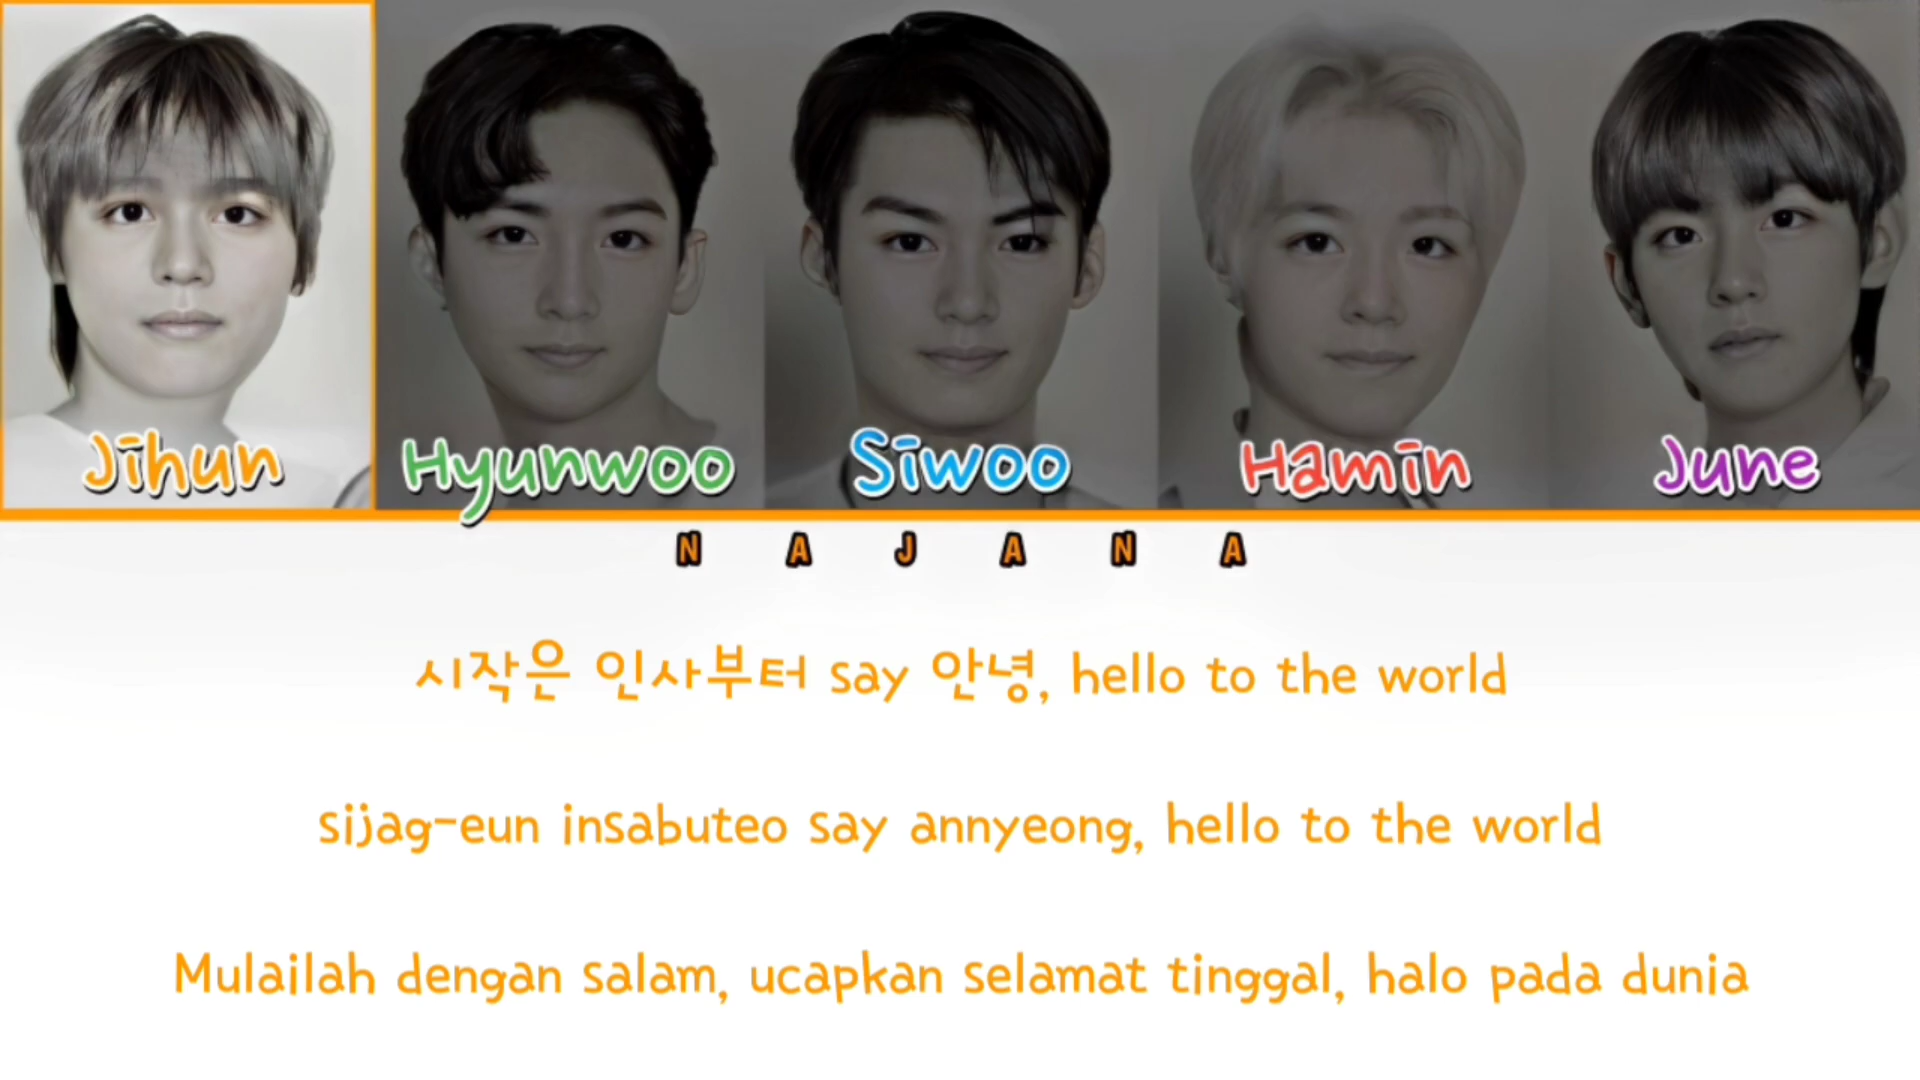 Jihun Hyunwoo Siwoo Hamin June
N A J A N A
시작은 인사부터 say 안녕, hello to the world
sijag-eun insabuteo say annyeong, hello to the world
Mulailah dengan salam, ucapkan selamat tinggal, halo pada dunia